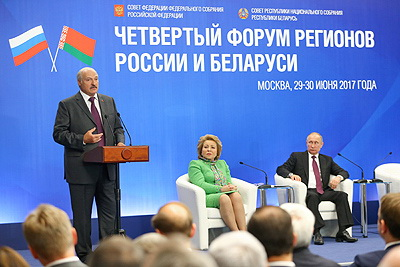 СОВЕТ ФЕДЕРАЦИИ ФЕДЕРАЛЬНОГО СОБРАНИЯ
РОССИЙСКОЙ ФЕДЕРАЦИИ
СОВЕТ РЕСПУБЛИКИ НАЦИОНАЛЬНОГО СОБРАНИЯ
РЕСПУБЛИКИ БЕЛАРУСЬ
ЧЕТВЕРТЫЙ ФОРУМ РЕГИОНОВ
РОССИИ И БЕЛАРУСИ
МОСКВА, 29-30 ИЮНЯ 2017 ГОДА